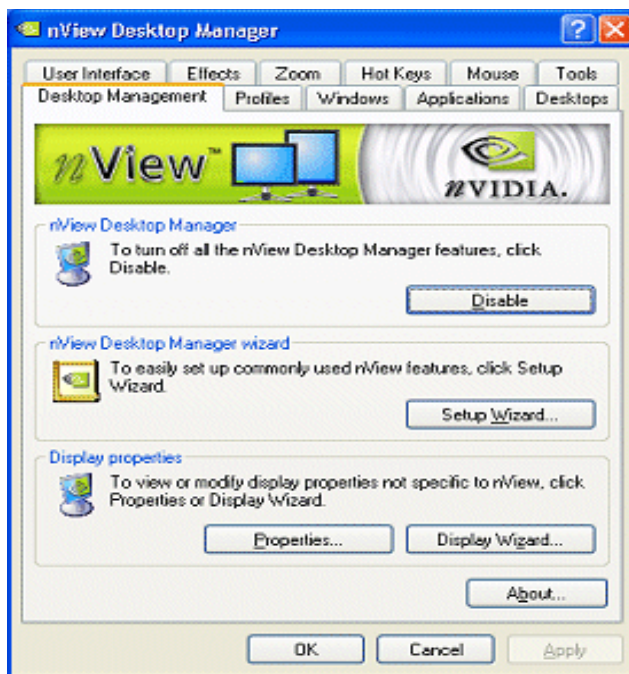 nView Desktop Manager
User Interface Effects Zoom Hot Keys Mouse Tools
Desktop Management Profiles Windows Applications Desktops
nView™
nVIDIA.
nView Desktop Manager
To turn off all the nView Desktop Manager features, click
Disable.
Disable
nView Desktop Manager wizard
To easily set up commonly used nView features, click Setup
Wizard.
Setup Wizard...
Display properties
To view or modify display properties not specific to nView, click
Properties or Display Wizard.
Properties... Display Wizard...
About...
OK Cancel Apply